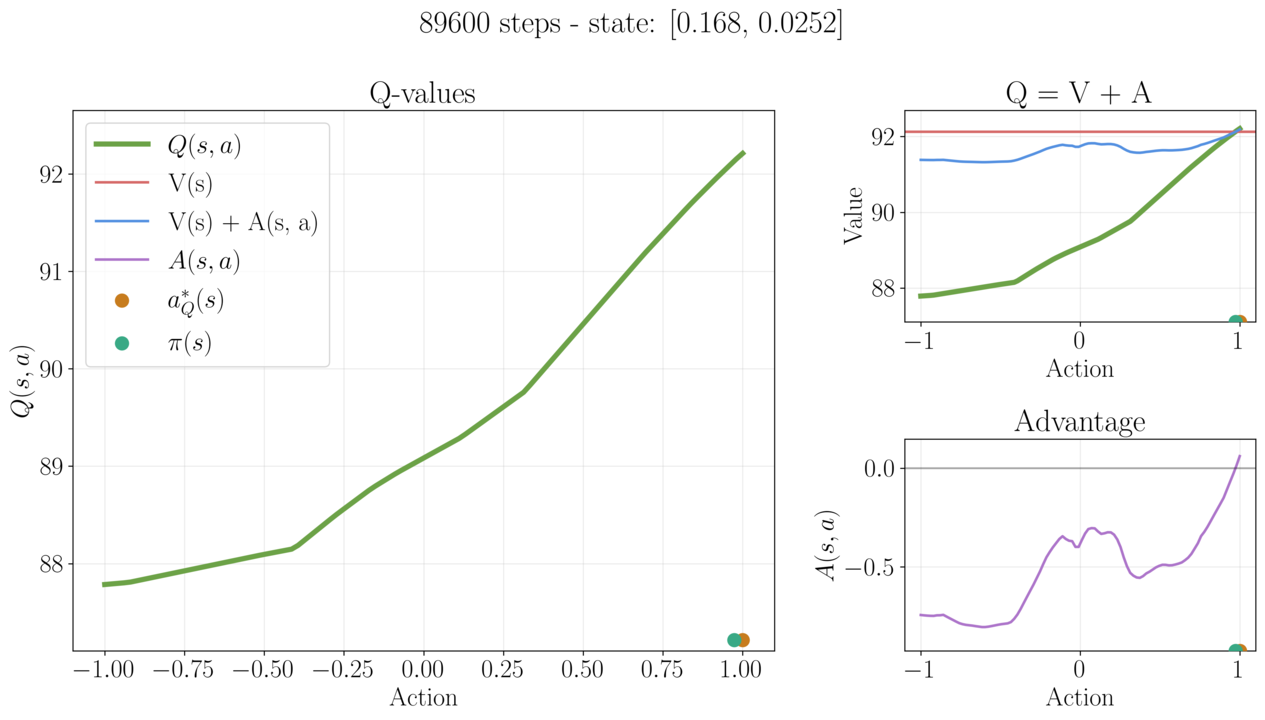 89600 steps - state: [0.168, 0.0252]
Q-values
Q(s, a)
V(s)
V(s) + A(s, a)
A(s, a)
a*Q(s)
π(s)
92
91
90
89
88
Q(s, a)
−1.00 −0.75 −0.50 −0.25 0.00 0.25 0.50 0.75 1.00
Action
Q = V + A
92
90
88
Value
−1 0 1
Action
Advantage
0.0
−0.5
A(s, a)
−1 0 1
Action